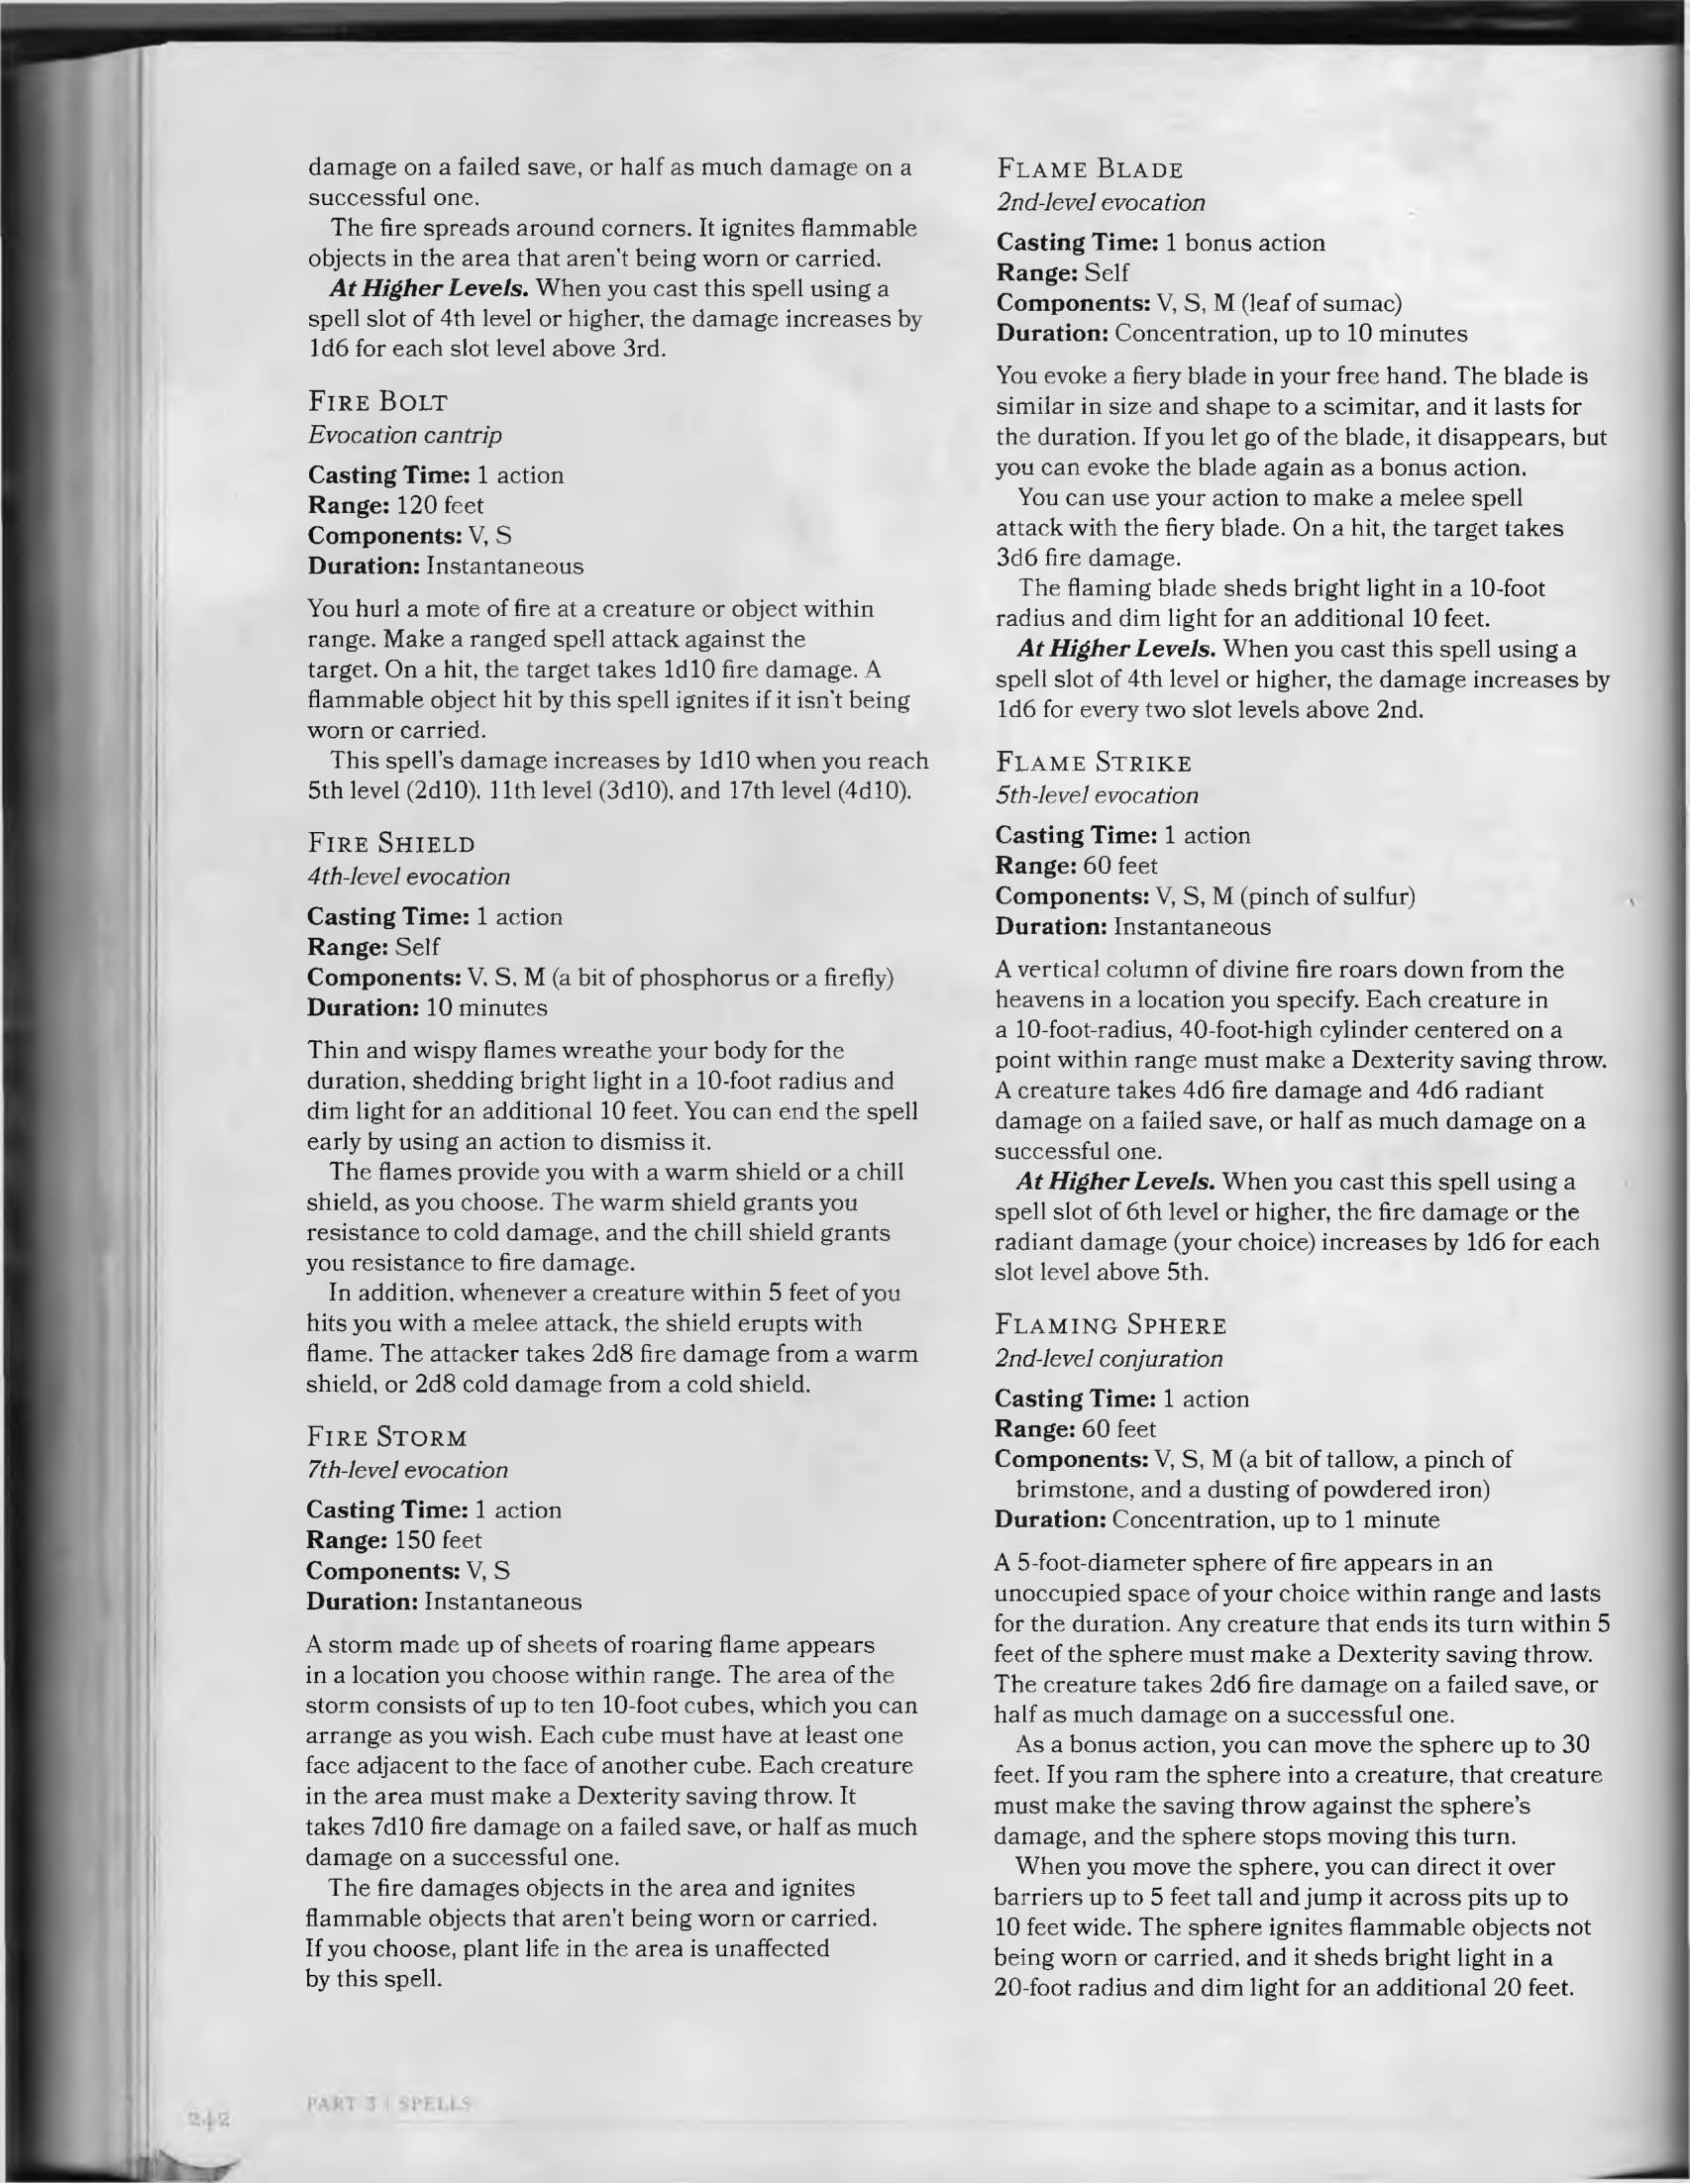 damage on a failed save, or half as much damage on a
successful one.
The fire spreads around corners. It ignites flammable
objects in the area that aren't being worn or carried.
At Higher Levels. When you cast this spell using a
spell slot of 4th level or higher, the damage increases by
1d6 for each slot level above 3rd.
FIRE BOLT
Evocation cantrip
Casting Time: 1 action
Range: 120 feet
Components: V, S
Duration: Instantaneous
You hurl a mote of fire at a creature or object within
range. Make a ranged spell attack against the
target. On a hit, the target takes 1d10 fire damage. A
flammable object hit by this spell ignites if it isn't being
worn or carried.
This spell's damage increases by 1d10 when you reach
5th level (2d10), 11th level (3d10), and 17th level (4d10).
FIRE SHIELD
4th-level evocation
Casting Time: 1 action
Range: Self
Components: V, S, M (a bit of phosphorus or a firefly)
Duration: 10 minutes
Thin and wispy flames wreathe your body for the
duration, shedding bright light in a 10-foot radius and
dim light for an additional 10 feet. You can end the spell
early by using an action to dismiss it.
The flames provide you with a warm shield or a chill
shield, as you choose. The warm shield grants you
resistance to cold damage, and the chill shield grants
you resistance to fire damage.
In addition, whenever a creature within 5 feet of you
hits you with a melee attack, the shield erupts with
flame. The attacker takes 2d8 fire damage from a warm
shield, or 2d8 cold damage from a cold shield.
FIRE STORM
7th-level evocation
Casting Time: 1 action
Range: 150 feet
Components: V, S
Duration: Instantaneous
A storm made up of sheets of roaring flame appears
in a location you choose within range. The area of the
storm consists of up to ten 10-foot cubes, which you can
arrange as you wish. Each cube must have at least one
face adjacent to the face of another cube. Each creature
in the area must make a Dexterity saving throw. It
takes 7d10 fire damage on a failed save, or half as much
damage on a successful one.
The fire damages objects in the area and ignites
flammable objects that aren't being worn or carried.
If you choose, plant life in the area is unaffected
by this spell.
FLAME BLADE
2nd-level evocation
Casting Time: 1 bonus action
Range: Self
Components: V, S, M (leaf of sumac)
Duration: Concentration, up to 10 minutes
You evoke a fiery blade in your free hand. The blade is
similar in size and shape to a scimitar, and it lasts for
the duration. If you let go of the blade, it disappears, but
you can evoke the blade again as a bonus action.
You can use your action to make a melee spell
attack with the fiery blade. On a hit, the target takes
3d6 fire damage.
The flaming blade sheds bright light in a 10-foot
radius and dim light for an additional 10 feet.
At Higher Levels. When you cast this spell using a
spell slot of 4th level or higher, the damage increases by
1d6 for every two slot levels above 2nd.
FLAME STRIKE
5th-level evocation
Casting Time: 1 action
Range: 60 feet
Components: V, S, M (pinch of sulfur)
Duration: Instantaneous
A vertical column of divine fire roars down from the
heavens in a location you specify. Each creature in
a 10-foot-radius, 40-foot-high cylinder centered on a
point within range must make a Dexterity saving throw.
A creature takes 4d6 fire damage and 4d6 radiant
damage on a failed save, or half as much damage on a
successful one.
At Higher Levels. When you cast this spell using a
spell slot of 6th level or higher, the fire damage or the
radiant damage (your choice) increases by 1d6 for each
slot level above 5th.
FLAMING SPHERE
2nd-level conjuration
Casting Time: 1 action
Range: 60 feet
Components: V, S, M (a bit of tallow, a pinch of
brimstone, and a dusting of powdered iron)
Duration: Concentration, up to 1 minute
A 5-foot-diameter sphere of fire appears in an
unoccupied space of your choice within range and lasts
for the duration. Any creature that ends its turn within 5
feet of the sphere must make a Dexterity saving throw.
The creature takes 2d6 fire damage on a failed save, or
half as much damage on a successful one.
As a bonus action, you can move the sphere up to 30
feet. If you ram the sphere into a creature, that creature
must make the saving throw against the sphere's
damage, and the sphere stops moving this turn.
When you move the sphere, you can direct it over
barriers up to 5 feet tall and jump it across pits up to
10 feet wide. The sphere ignites flammable objects not
being worn or carried, and it sheds bright light in a
20-foot radius and dim light for an additional 20 feet.
PART 3 | SPELLS
242